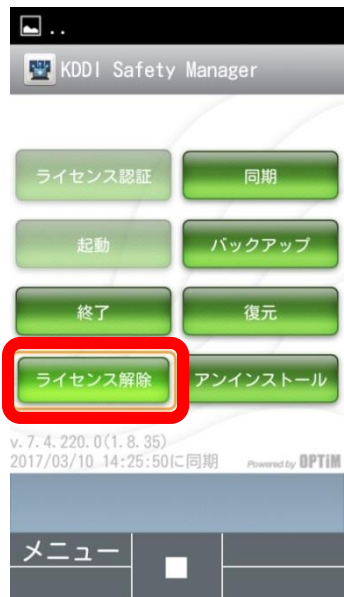 ..
KDDI Safety Manager
ライセンス認証 同期
起動 バックアップ
終了 復元
ライセンス解除 アンインストール
v.7.4.220.0(1.8.35)
2017/03/10 14:25:50に同期 Powered by OPTiM
メニュー